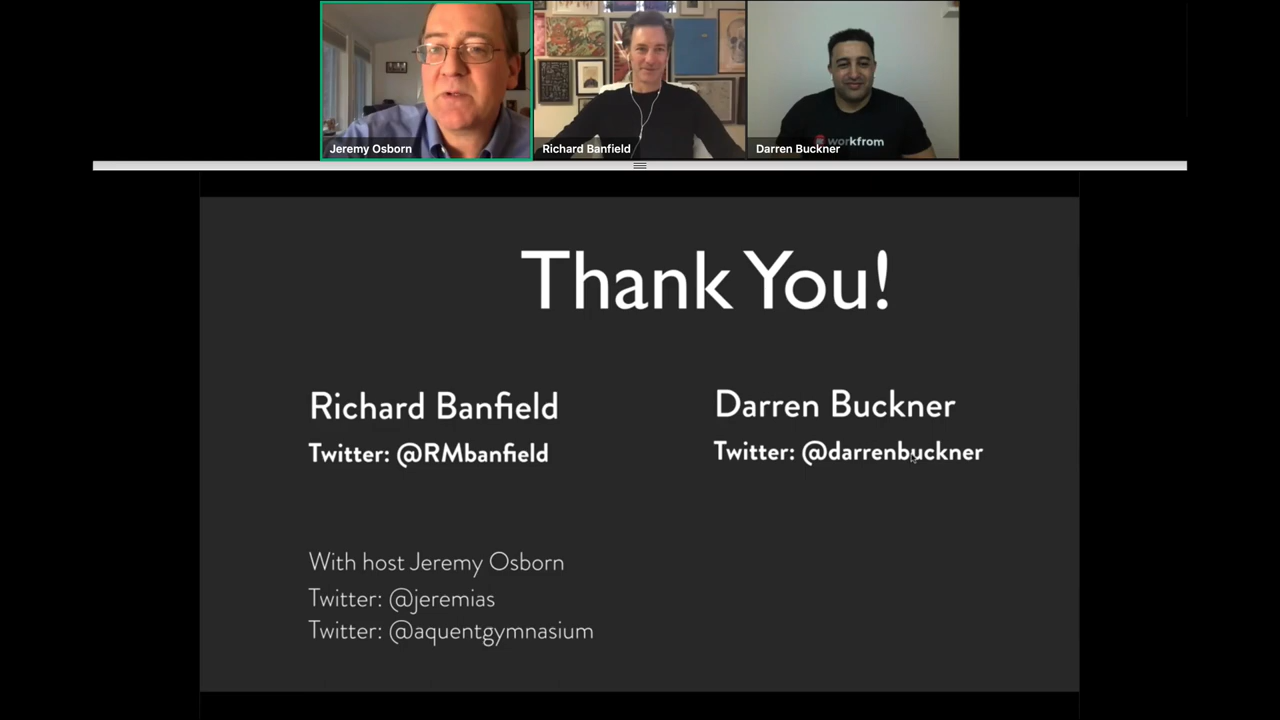 Jeremy Osborn
Richard Banfield
Darren Buckner
workfrom
Thank You!
Richard Banfield
Twitter: @RMbanfield
Darren Buckner
Twitter: @darrenbuckner
With host Jeremy Osborn
Twitter: @jeremias
Twitter: @aquentgymnasium